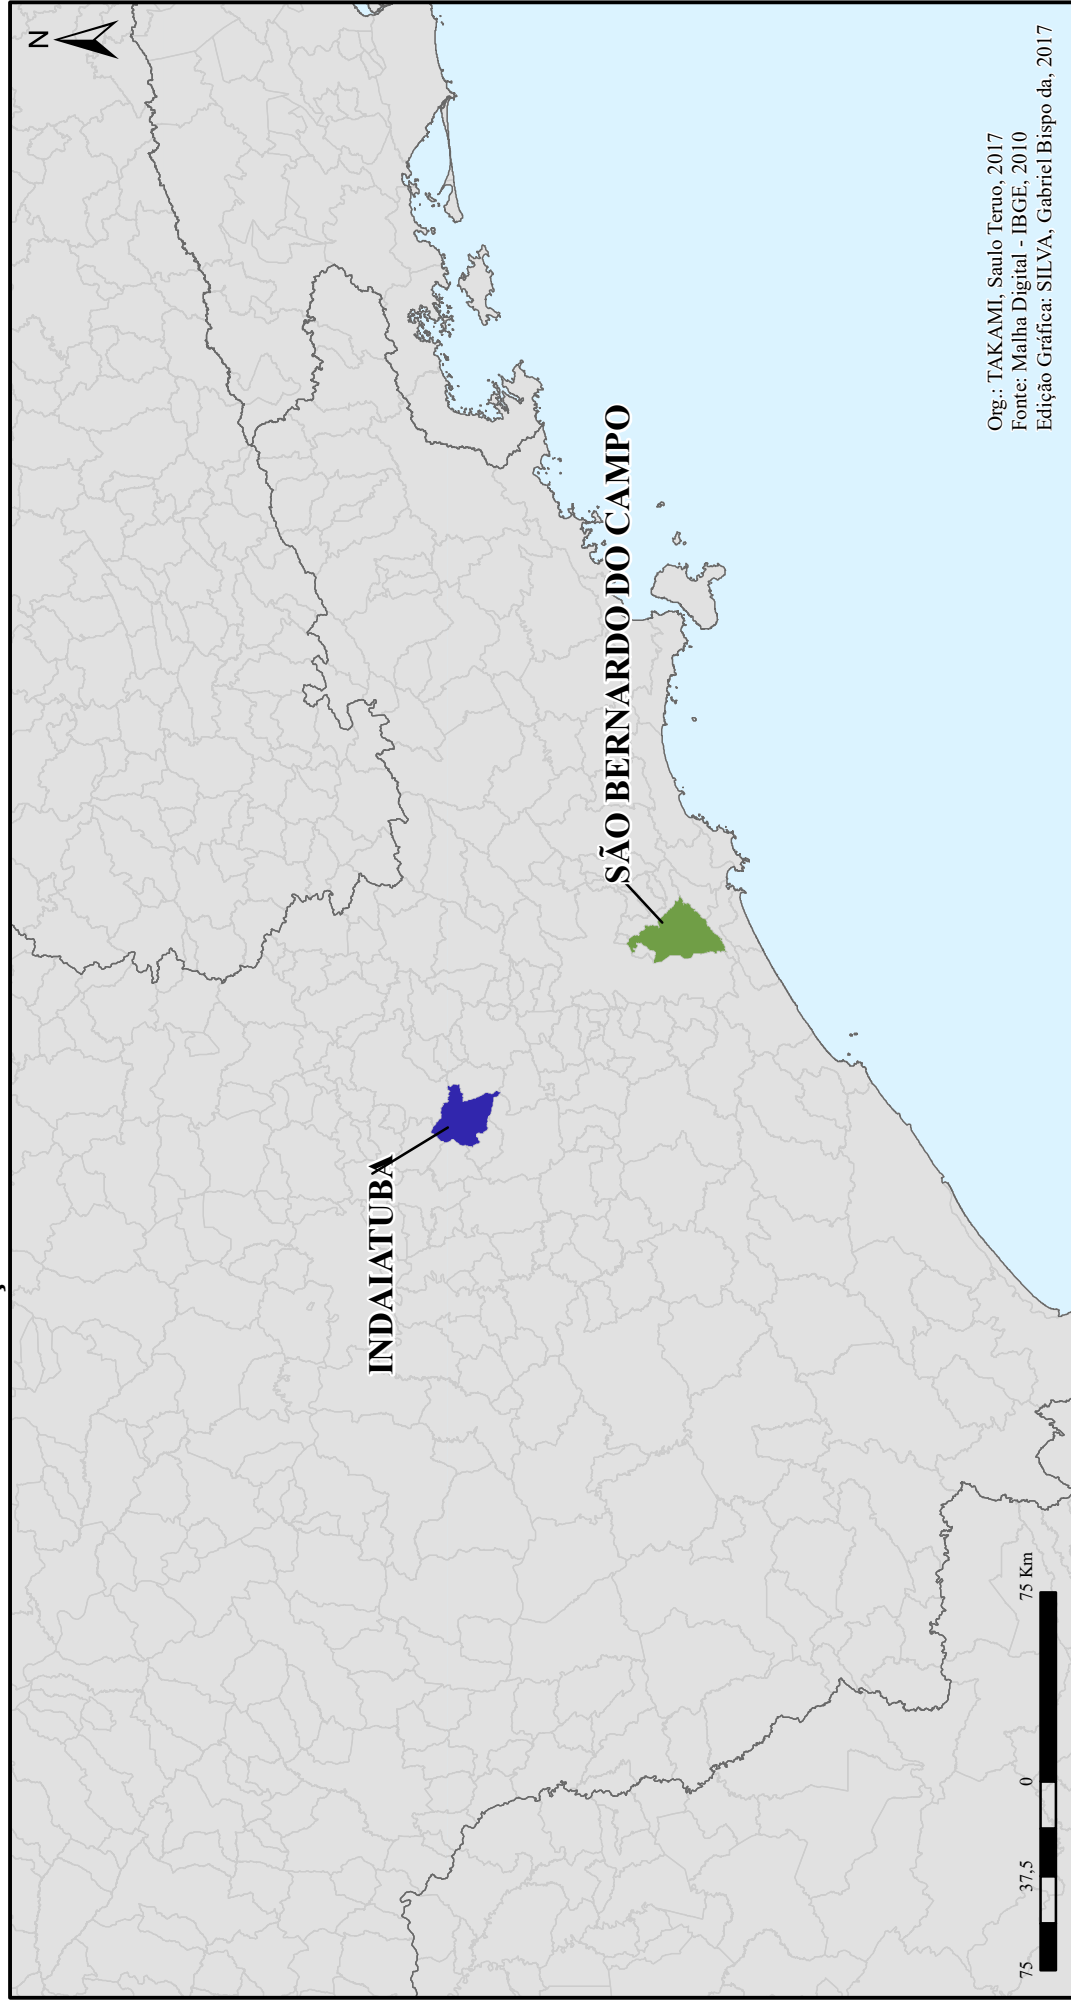 N
INDAIATUBA
SÃO BERNARDO DO CAMPO
75 37,5 0 75 Km
Org.: TAKAMI, Saulo Teruo, 2017
Fonte: Malha Digital - IBGE, 2010
Edição Gráfica: SILVA, Gabriel Bispo da, 2017